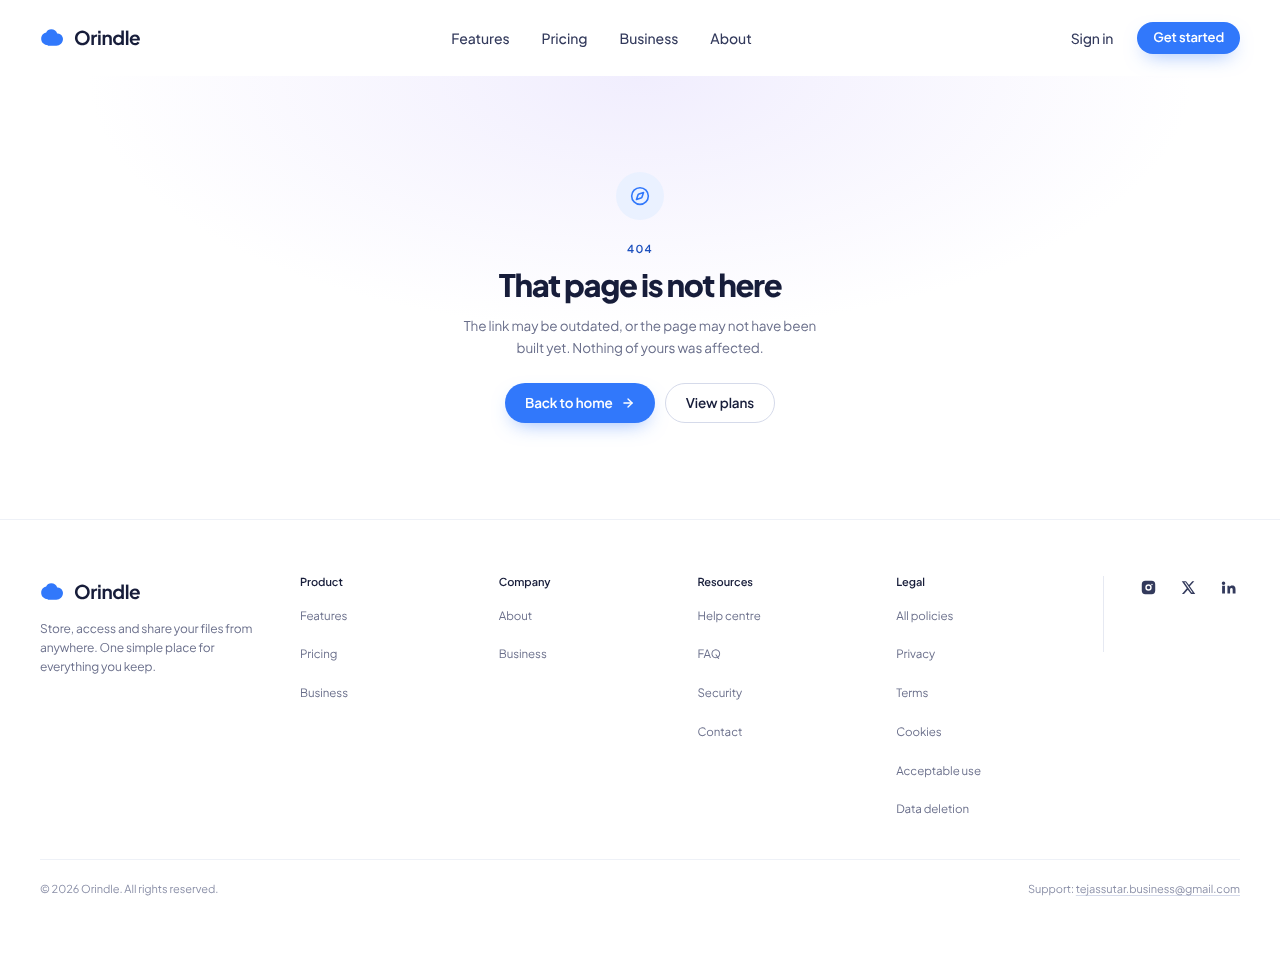 Orindle
Features
Pricing
Business
About
Sign in
Get started
404
That page is not here
The link may be outdated, or the page may not have been
built yet. Nothing of yours was affected.
Back to home
View plans
Orindle
Store, access and share your files from
anywhere. One simple place for
everything you keep.
Product
Features
Pricing
Business
Company
About
Business
Resources
Help centre
FAQ
Security
Contact
Legal
All policies
Privacy
Terms
Cookies
Acceptable use
Data deletion
© 2026 Orindle. All rights reserved.
Support: tejassutar.business@gmail.com